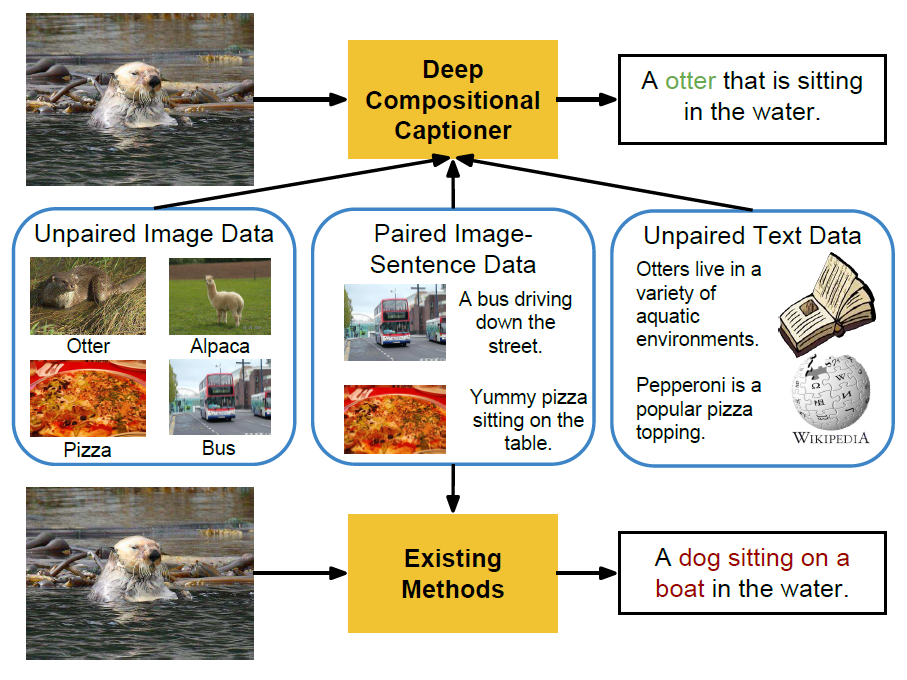 Deep
Compositional
Captioner
A otter that is sitting
in the water.
Unpaired Image Data
Otter
Alpaca
Pizza
Bus
Paired Image-
Sentence Data
A bus driving
down the
street.
Yummy pizza
sitting on the
table.
Unpaired Text Data
Otters live in a
variety of
aquatic
environments.
Pepperoni is a
popular pizza
topping.
WIKIPEDIA
Existing
Methods
A dog sitting on a
boat in the water.